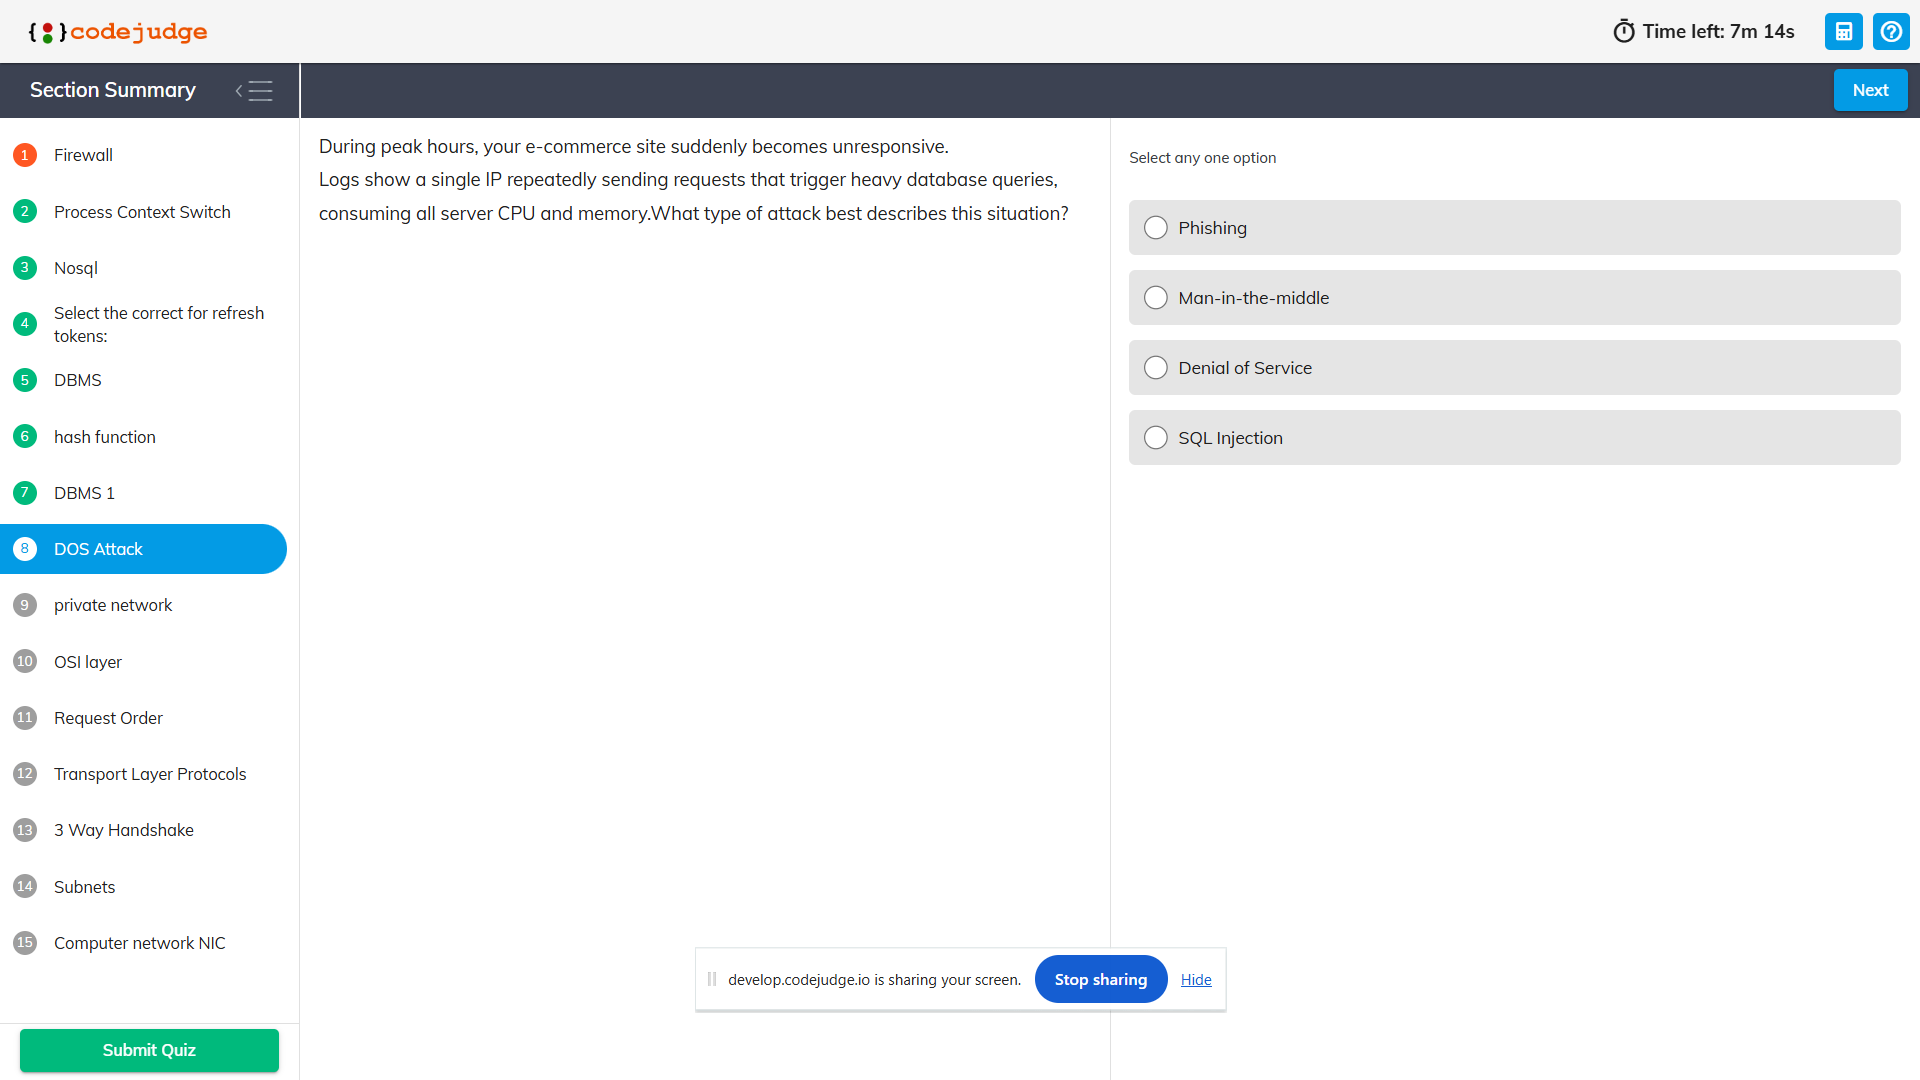 { }codejudge
Time left: 7m 14s
Section Summary
Next
1 Firewall
2 Process Context Switch
3 Nosql
4 Select the correct for refresh
tokens:
5 DBMS
6 hash function
7 DBMS 1
8 DOS Attack
9 private network
10 OSI layer
11 Request Order
12 Transport Layer Protocols
13 3 Way Handshake
14 Subnets
15 Computer network NIC
Submit Quiz
During peak hours, your e-commerce site suddenly becomes unresponsive.
Logs show a single IP repeatedly sending requests that trigger heavy database queries,
consuming all server CPU and memory.What type of attack best describes this situation?
Select any one option
Phishing
Man-in-the-middle
Denial of Service
SQL Injection
develop.codejudge.io is sharing your screen.
Stop sharing
Hide